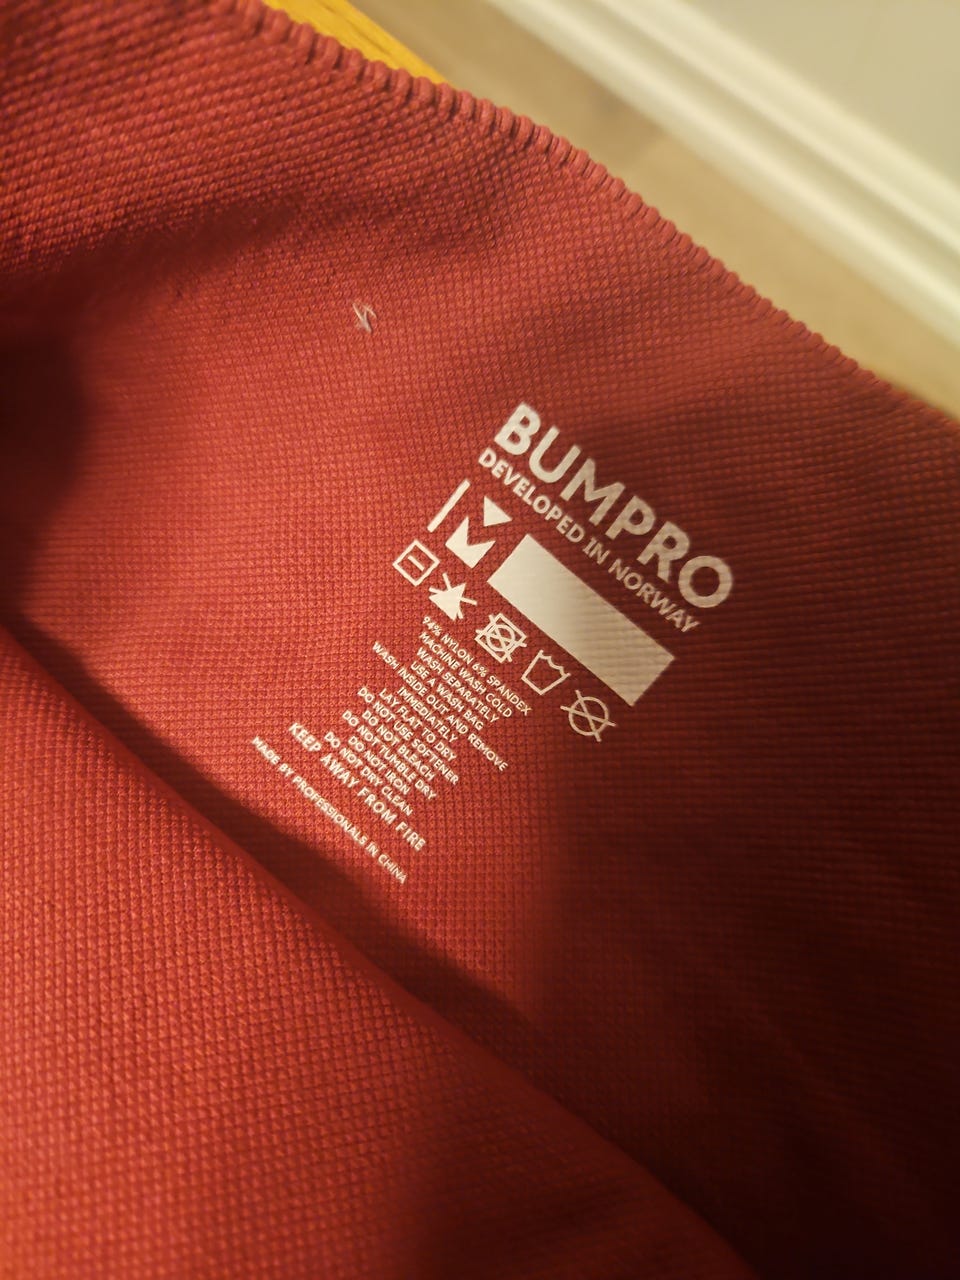 BUMPRO
DEVELOPED IN NORWAY
M
94% NYLON 6% SPANDEX
MACHINE WASH COLD
WASH SEPARATELY
USE A WASH BAG
WASH INSIDE OUT AND REMOVE
IMMEDIATELY
LAY FLAT TO DRY
DO NOT USE SOFTENER
DO NOT BLEACH
DO NOT TUMBLE DRY
DO NOT IRON
DO NOT DRY CLEAN
KEEP AWAY FROM FIRE
MADE BY PROFESSIONALS IN CHINA